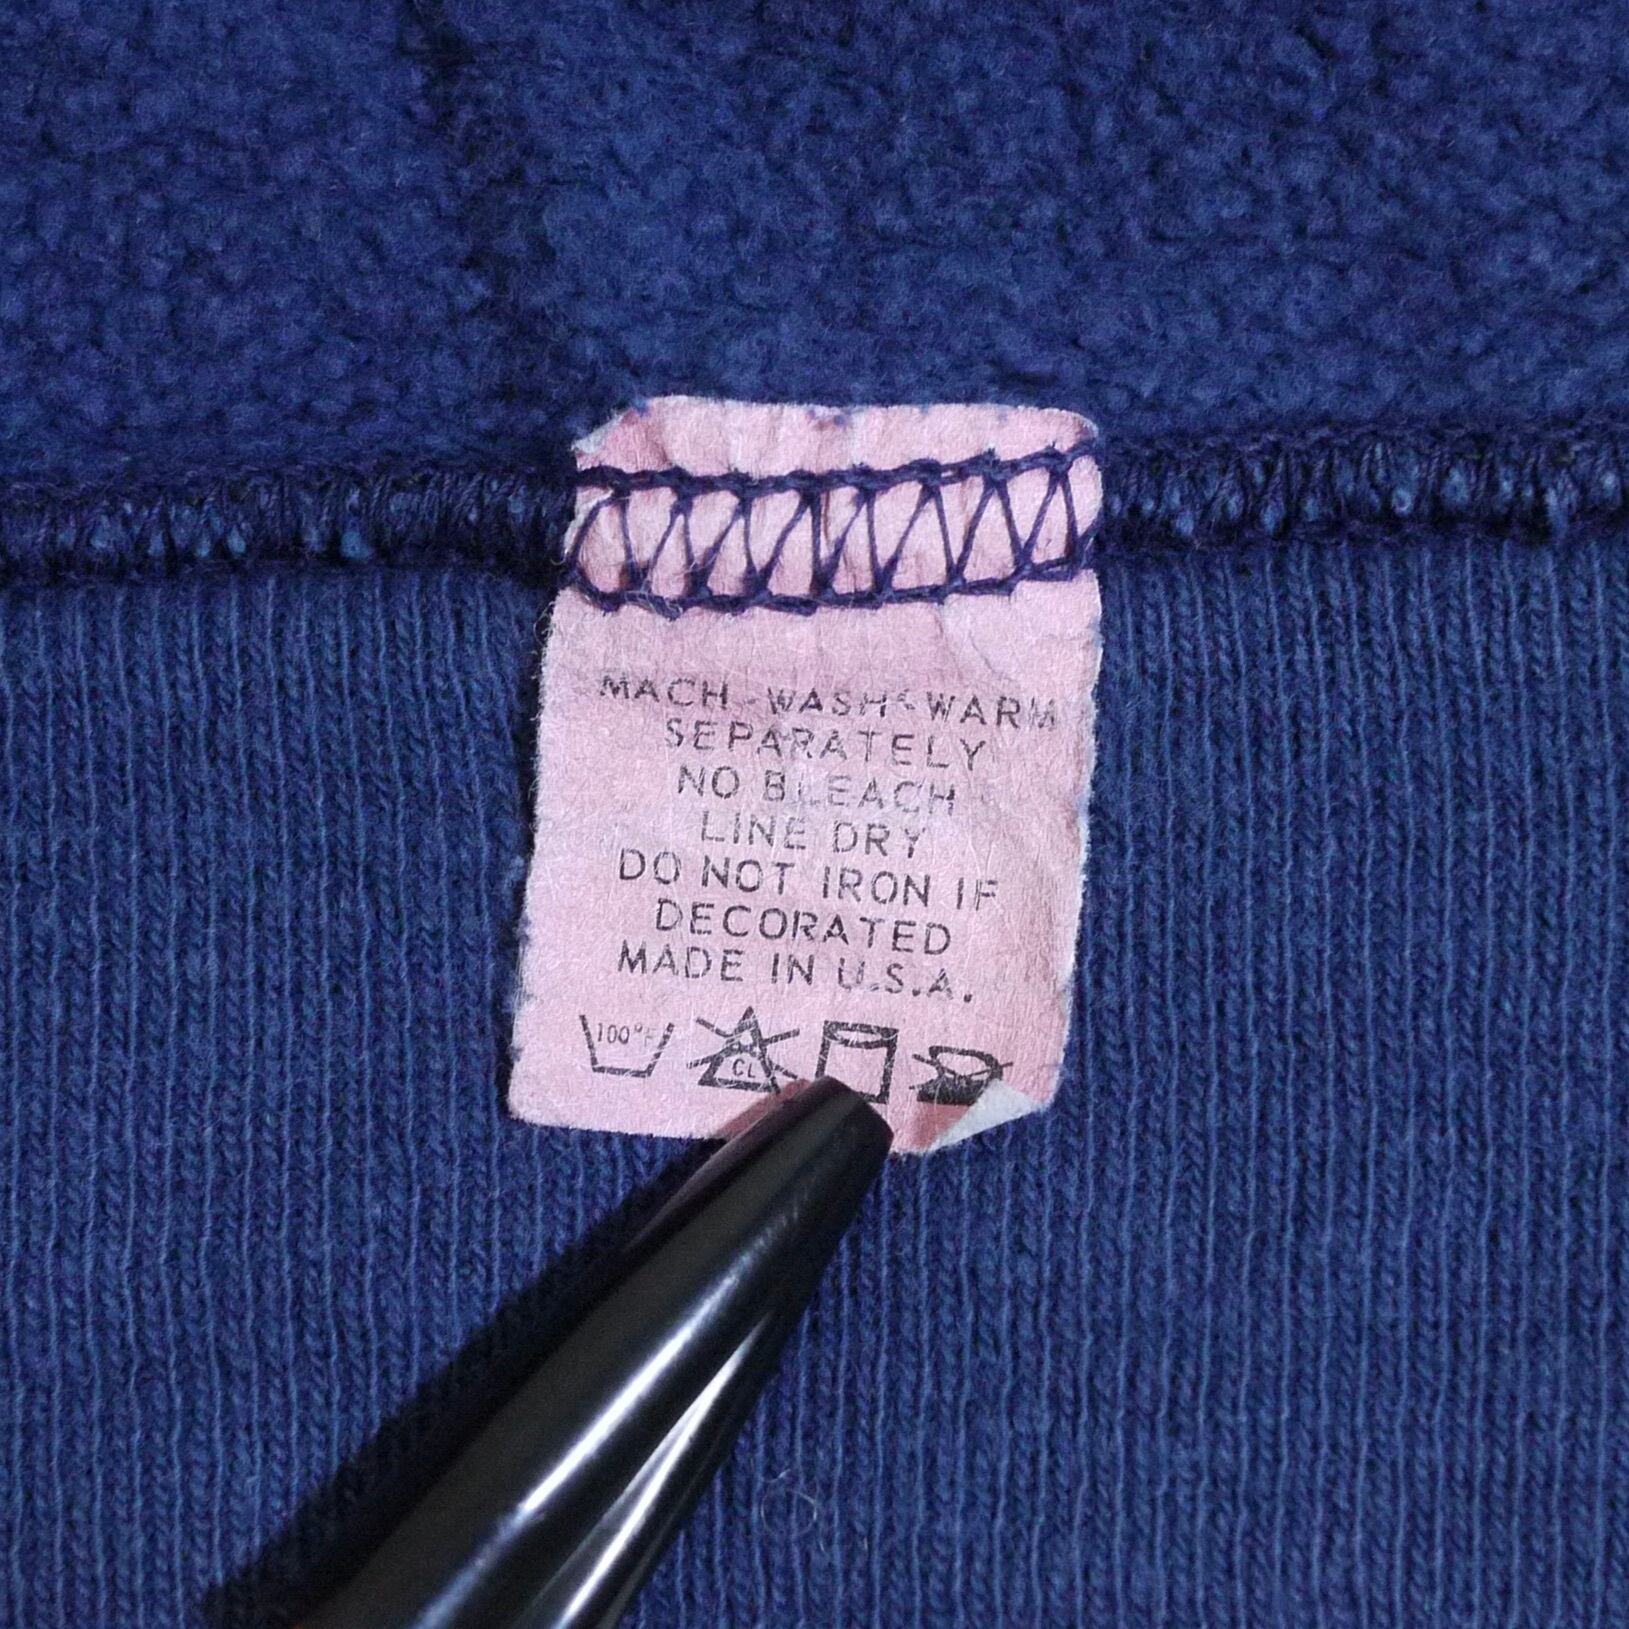 MACH-WASH-WARM
SEPARATELY
NO BLEACH
LINE DRY
DO NOT IRON IF
DECORATED
MADE IN U.S.A.
100°F CL